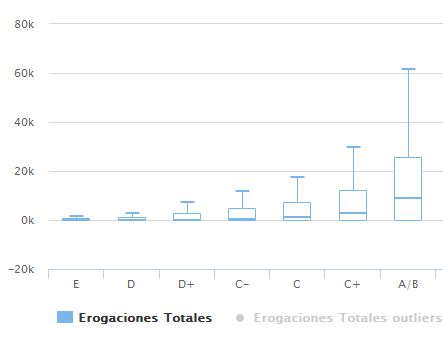 80k
60k
40k
20k
0k
-20k
E D D+ C- C C+ A/B
Erogaciones Totales Erogaciones Totales outliers